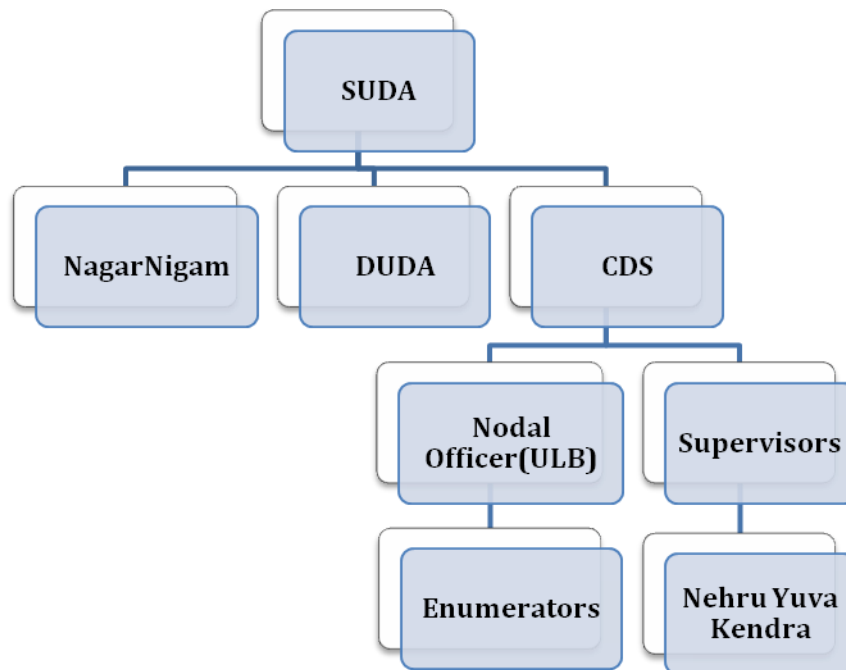 SUDA
NagarNigam
DUDA
CDS
Nodal
Officer(ULB)
Supervisors
Enumerators
Nehru Yuva
Kendra